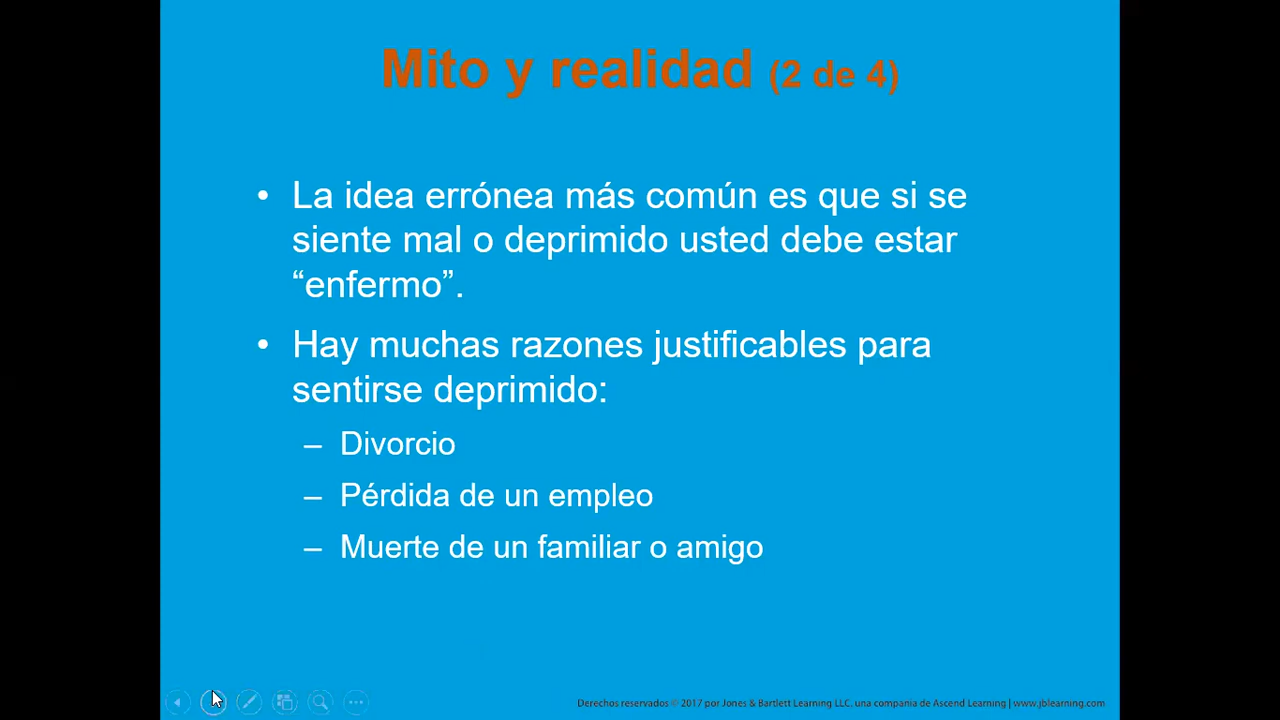 Mito y realidad (2 de 4)
• La idea errónea más común es que si se
siente mal o deprimido usted debe estar
“enfermo”.
• Hay muchas razones justificables para
sentirse deprimido:
– Divorcio
– Pérdida de un empleo
– Muerte de un familiar o amigo
Derechos reservados © 2017 por Jones & Bartlett Learning LLC, una compania de Ascend Learning | www.jblearning.com